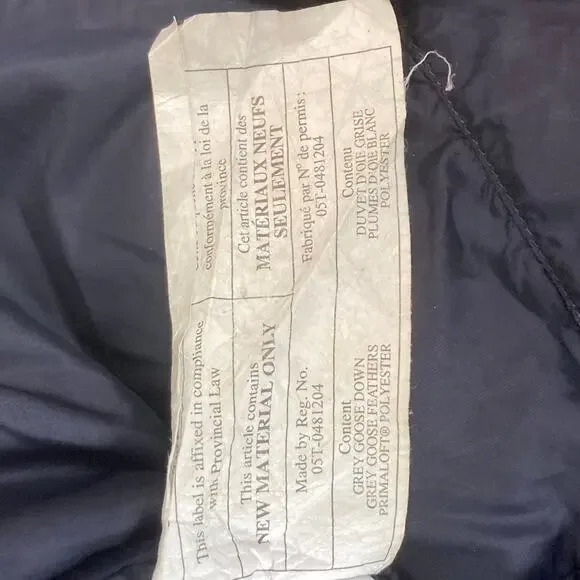 This label is affixed in compliance
with Provincial Law
This article contains
NEW MATERIAL ONLY
Made by Reg. No.
05T-0481204
Content
GREY GOOSE DOWN
GREY GOOSE FEATHERS
PRIMALOFT® POLYESTER
conformément à la loi de la
province
Cet article contient des
MATÉRIAUX NEUFS
SEULEMENT
Fabriqué par Nº de permis:
05T-0481204
Contenu
DUVET D'OIE GRISE
PLUMES D'OIE BLANC
POLYESTER